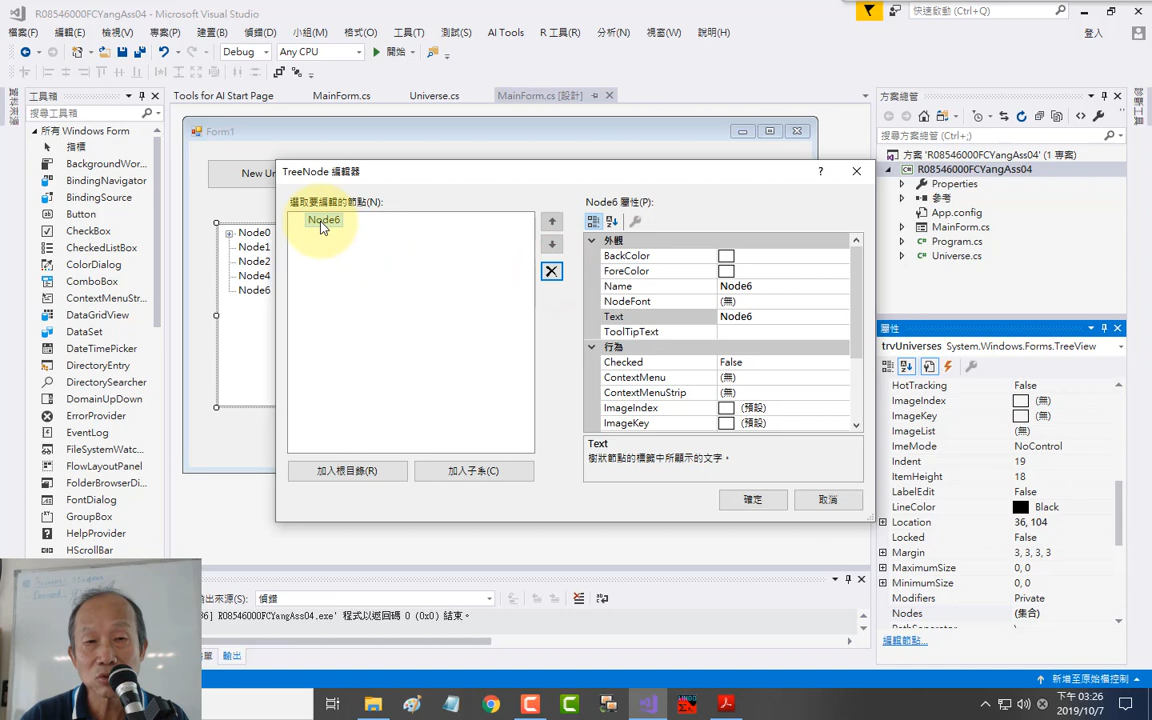 R08546000FCYangAss04 - Microsoft Visual Studio
快速啟動 (Ctrl+Q)
檔案(F) 編輯(E) 檢視(V) 專案(P) 建置(B) 偵錯(D) 小組(M) 格式(O) 工具(T) 測試(S) AI Tools R 工具(R) 分析(N) 視窗(W) 說明(H)
登入
Debug Any CPU 開始
工具箱
Tools for AI Start Page MainForm.cs Universe.cs MainForm.cs [設計]
方案總管
搜尋工具箱
搜尋方案總管 (Ctrl+;)
所有 Windows Form
指標
BackgroundWor...
BindingNavigator
BindingSource
Button
CheckBox
CheckedListBox
ColorDialog
ComboBox
ContextMenuStr...
DataGridView
DataSet
DateTimePicker
DirectoryEntry
DirectorySearcher
DomainUpDown
ErrorProvider
EventLog
FileSystemWatc...
FlowLayoutPanel
FolderBrowserDi...
FontDialog
GroupBox
HelpProvider
HScrollBar
Form1
New Un
Node0
Node1
Node2
Node4
Node6
TreeNode 編輯器
選取要編輯的節點(N):
Node6
加入根目錄(R) 加入子系(C)
Node6 屬性(P):
外觀
BackColor
ForeColor
Name Node6
NodeFont (無)
Text Node6
ToolTipText
行為
Checked False
ContextMenu (無)
ContextMenuStrip (無)
ImageIndex (預設)
ImageKey (預設)
Text
樹狀節點的標籤中所顯示的文字。
確定 取消
方案 'R08546000FCYangAss04' (1 專案)
R08546000FCYangAss04
Properties
參考
App.config
MainForm.cs
Program.cs
Universe.cs
屬性
trvUniverses System.Windows.Forms.TreeView
HotTracking False
ImageIndex (無)
ImageKey (無)
ImageList (無)
ImeMode NoControl
Indent 19
ItemHeight 18
LabelEdit False
LineColor Black
Location 36, 104
Locked False
Margin 3, 3, 3, 3
MaximumSize 0, 0
MinimumSize 0, 0
Modifiers Private
Nodes (集合)
編輯節點...
出來源(S): 偵錯
R08546000FCYangAss04.exe' 程式以返回碼 0 (0x0) 結束。
輸出
新增至原始檔控制
下午 03:26
2019/10/7